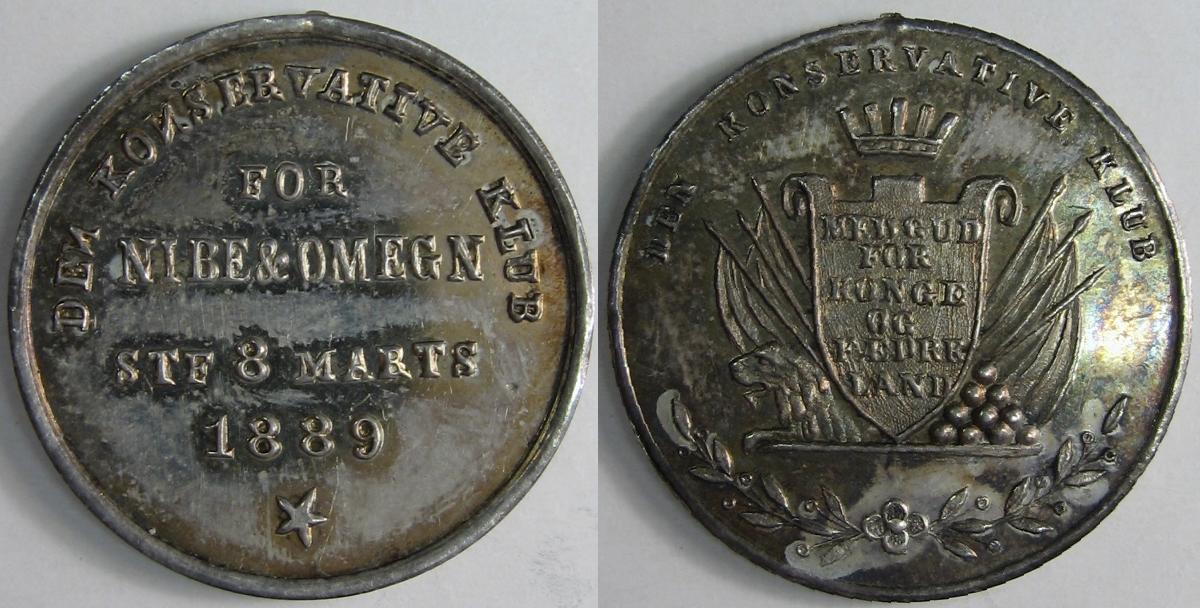 DEN KONSERVATIVE KLUB
FOR
NIBE & OMEGN
STF 8 MARTS
1889
DEN KONSERVATIVE KLUB
MED GUD
FOR
KONGE
OG
FÆDRE
LAND